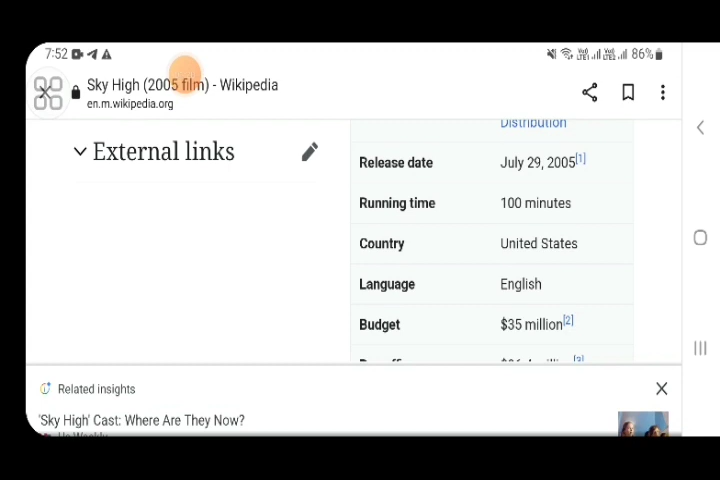 7:52
86%
Sky High (2005 film) - Wikipedia
en.m.wikipedia.org
Distribution
External links
Release date July 29, 2005[1]
Running time 100 minutes
Country United States
Language English
Budget $35 million[2]
Related insights
'Sky High' Cast: Where Are They Now?
Us Weekly